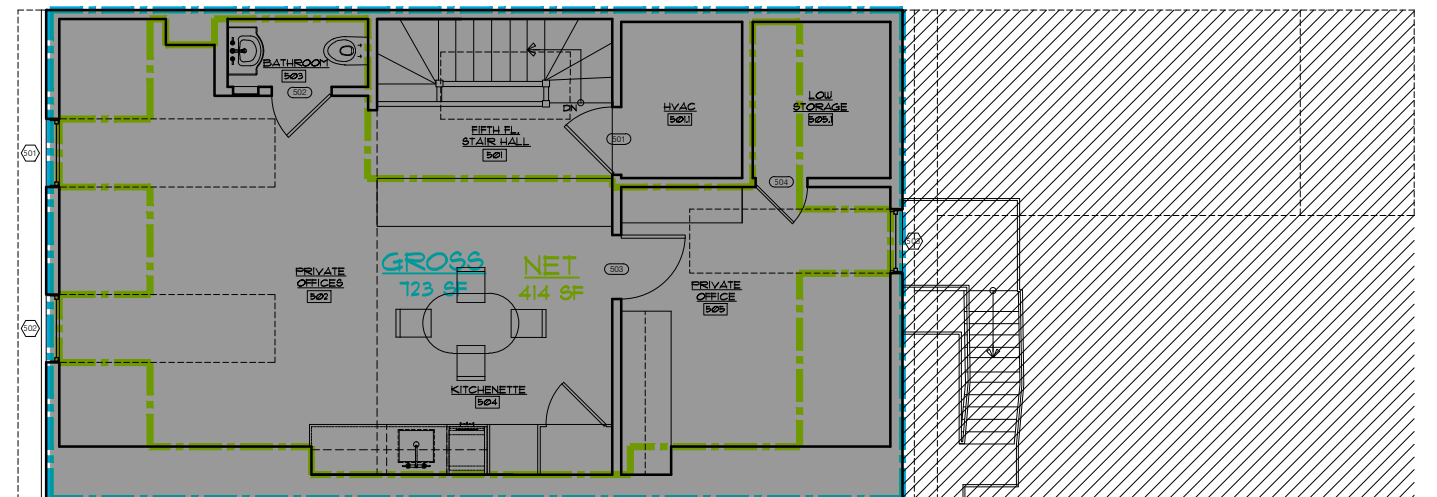 BATHROOM
503
502
FIFTH FL.
STAIR HALL
501
DN
HVAC
501.1
501
LOW
STORAGE
505.1
504
501
GROSS
723 SF
NET
414 SF
PRIVATE
OFFICES
502
503
PRIVATE
OFFICE
505
503
502
KITCHENETTE
504